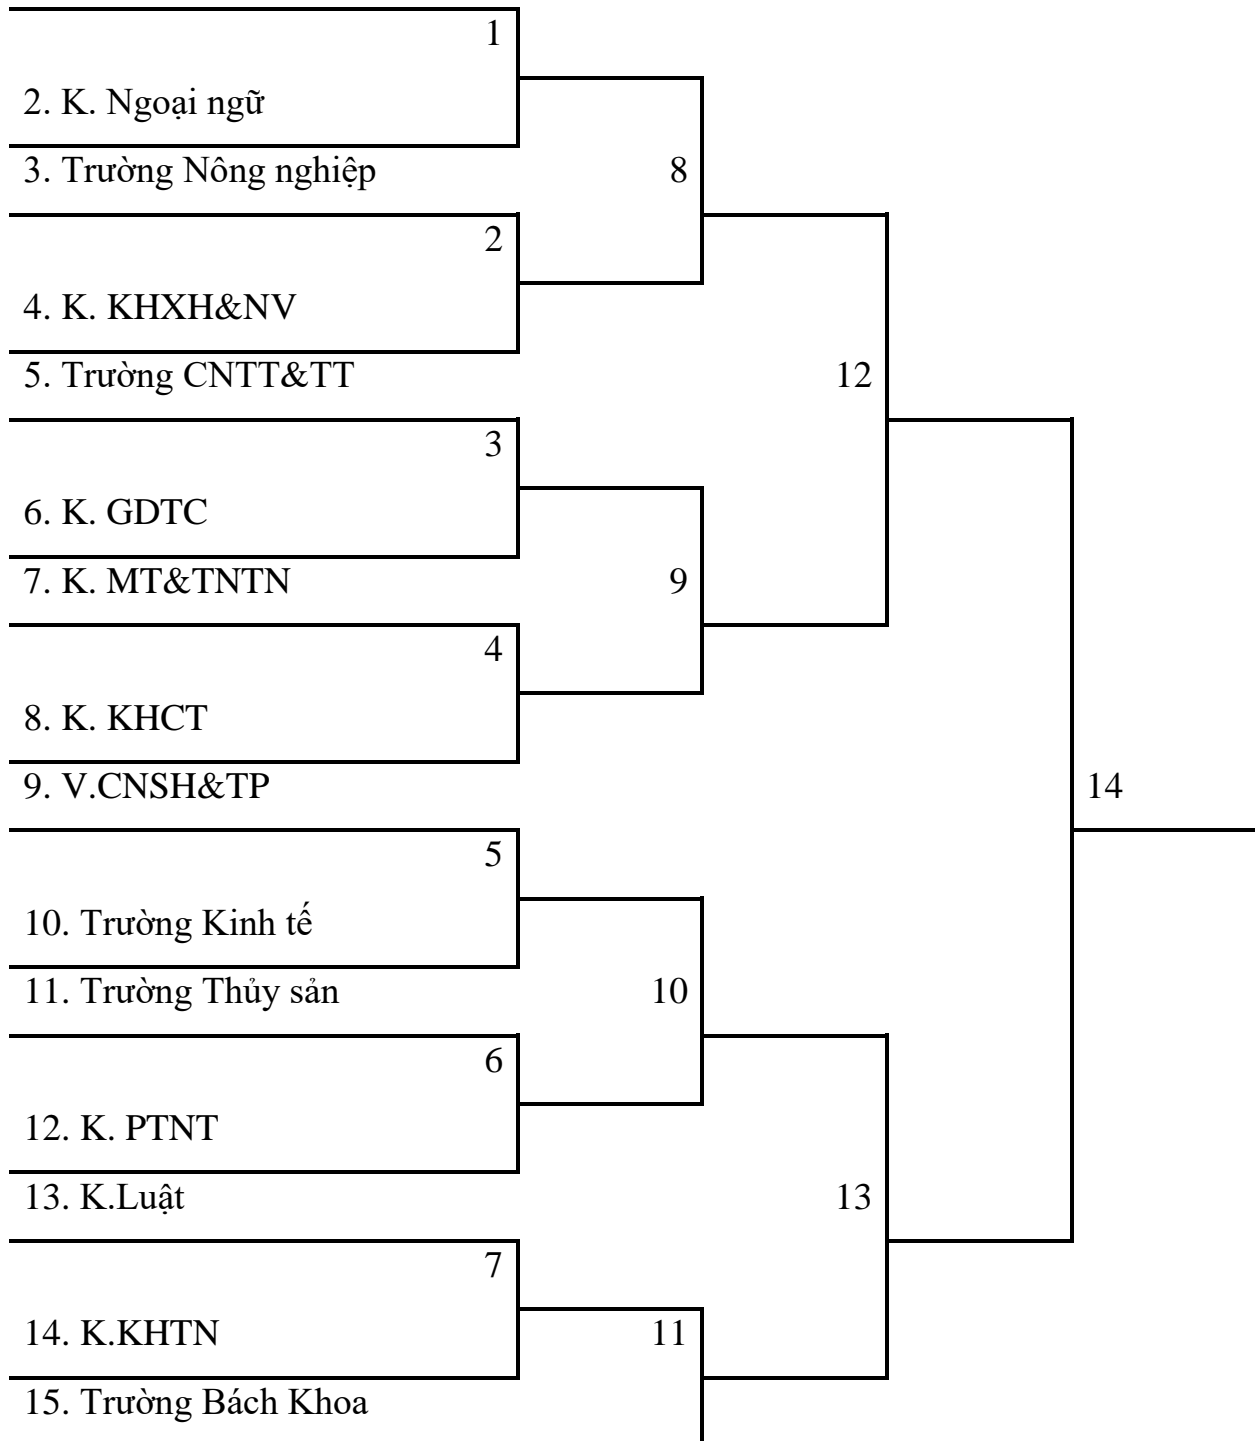 1
2. K. Ngoại ngữ
3. Trường Nông nghiệp
8
2
4. K. KHXH&NV
5. Trường CNTT&TT
12
3
6. K. GDTC
7. K. MT&TNTN
9
4
8. K. KHCT
9. V.CNSH&TP
14
5
10. Trường Kinh tế
11. Trường Thủy sản
10
6
12. K. PTNT
13. K.Luật
13
7
14. K.KHTN
11
15. Trường Bách Khoa